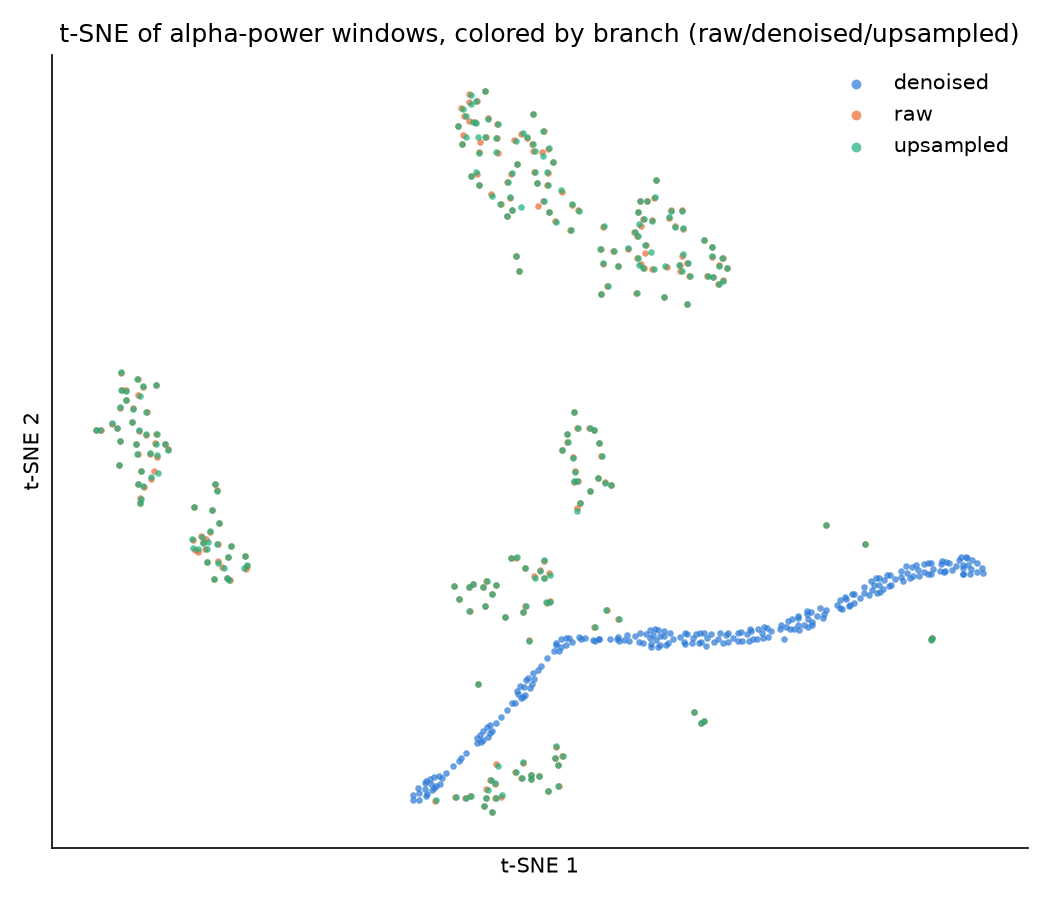 t-SNE of alpha-power windows, colored by branch (raw/denoised/upsampled)
denoised
raw
upsampled
t-SNE 2
t-SNE 1